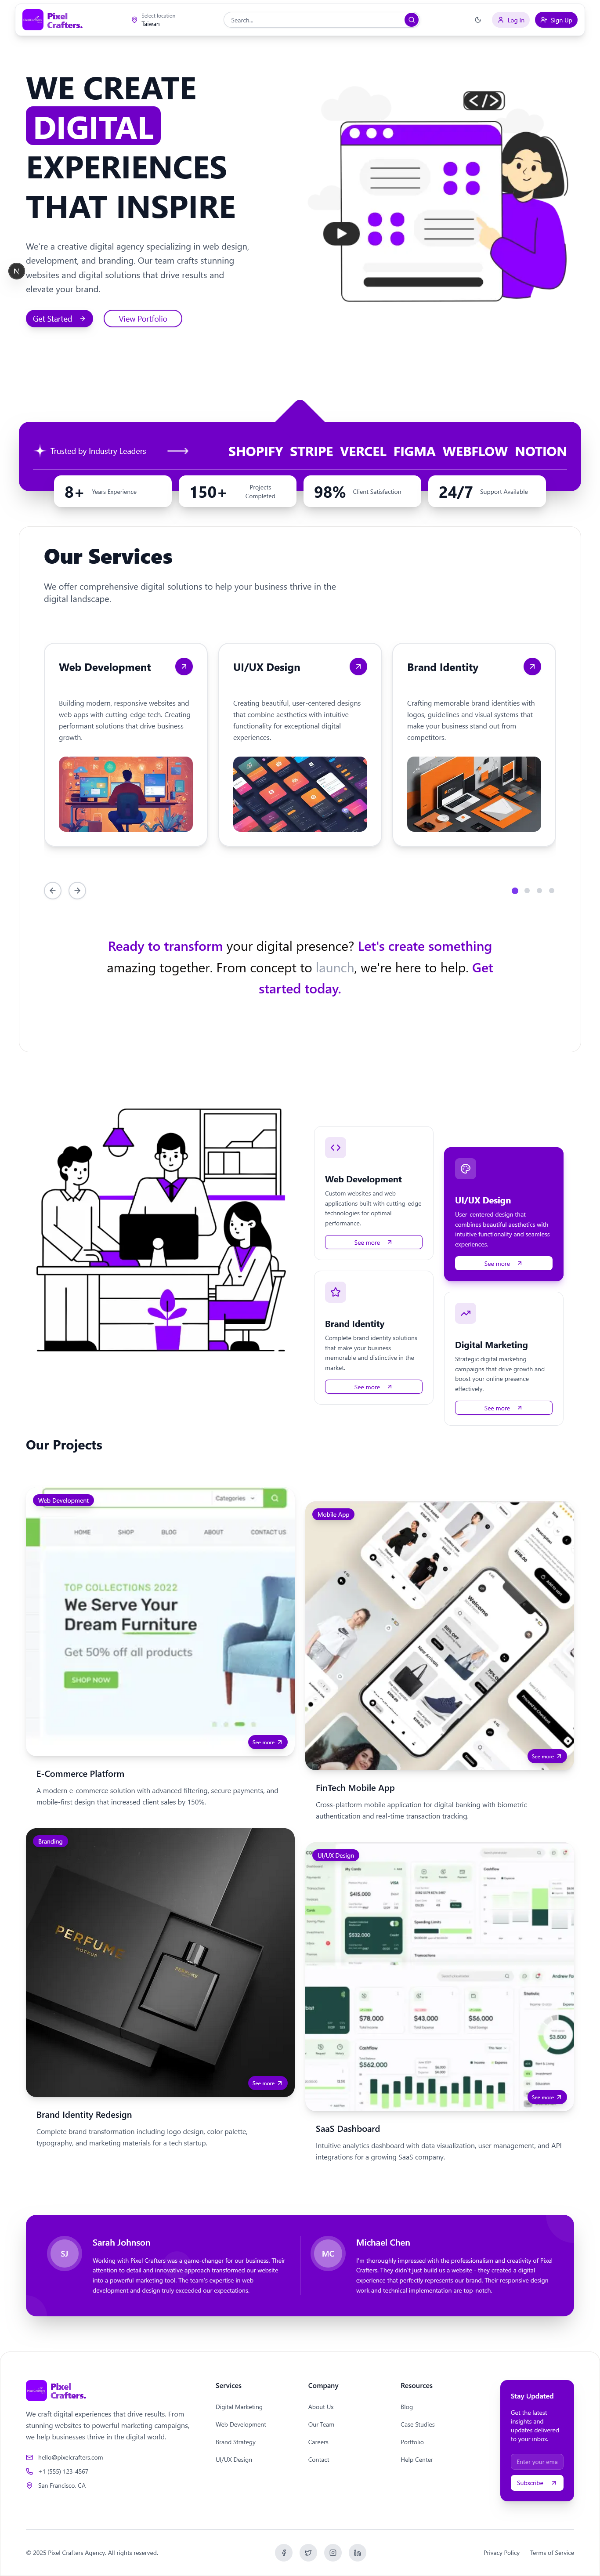 Pixel
Crafters.
Select location
Taiwan
Search...
Log In
Sign Up
WE CREATE
DIGITAL
EXPERIENCES
THAT INSPIRE
We're a creative digital agency specializing in web design,
development, and branding. Our team crafts stunning
websites and digital solutions that drive results and
elevate your brand.
N
Get Started
View Portfolio
</>
Trusted by Industry Leaders
SHOPIFY STRIPE VERCEL FIGMA WEBFLOW NOTION
8+ Years Experience
150+ Projects
Completed
98% Client Satisfaction
24/7 Support Available
Our Services
We offer comprehensive digital solutions to help your business thrive in the
digital landscape.
Web Development
Building modern, responsive websites and
web apps with cutting-edge tech. Creating
performant solutions that drive business
growth.
UI/UX Design
Creating beautiful, user-centered designs
that combine aesthetics with intuitive
functionality for exceptional digital
experiences.
Brand Identity
Crafting memorable brand identities with
logos, guidelines and visual systems that
make your business stand out from
competitors.
Ready to transform your digital presence? Let's create something
amazing together. From concept to launch, we're here to help. Get
started today.
Web Development
Custom websites and web
applications built with cutting-edge
technologies for optimal
performance.
See more
UI/UX Design
User-centered design that
combines beautiful aesthetics with
intuitive functionality and seamless
experiences.
See more
Brand Identity
Complete brand identity solutions
that make your business
memorable and distinctive in the
market.
See more
Digital Marketing
Strategic digital marketing
campaigns that drive growth and
boost your online presence
effectively.
See more
Our Projects
Web Development
Categories
HOME SHOP BLOG ABOUT CONTACT US
TOP COLLECTIONS 2022
We Serve Your
Dream Furniture
Get 50% off all products
SHOP NOW
See more
E-Commerce Platform
A modern e-commerce solution with advanced filtering, secure payments, and
mobile-first design that increased client sales by 150%.
Mobile App
Welcome
50% OFF
New Arrivals
See more
FinTech Mobile App
Cross-platform mobile application for digital banking with biometric
authentication and real-time transaction tracking.
Branding
PERFUME
MOCKUP
PERFUME
See more
Brand Identity Redesign
Complete brand transformation including logo design, color palette,
typography, and marketing materials for a tech startup.
UI/UX Design
My Cards
Cashflow
$418.000
$532.000
Spending Limits
Transactions
Andrew Fo
$78.000
$43.000
$56.000
Statistic
$3.500
Cashflow
$562.000
See more
SaaS Dashboard
Intuitive analytics dashboard with data visualization, user management, and API
integrations for a growing SaaS company.
SJ
Sarah Johnson
Working with Pixel Crafters was a game-changer for our business. Their
attention to detail and innovative approach transformed our website
into a powerful marketing tool. The team's expertise in web
development and design truly exceeded our expectations.
MC
Michael Chen
I'm thoroughly impressed with the professionalism and creativity of Pixel
Crafters. They didn't just build us a website - they created a digital
experience that perfectly represents our brand. Their responsive design
work and technical implementation are top-notch.
Pixel
Crafters.
We craft digital experiences that drive results. From
stunning websites to powerful marketing campaigns,
we help businesses thrive in the digital world.
hello@pixelcrafters.com
+1 (555) 123-4567
San Francisco, CA
Services
Digital Marketing
Web Development
Brand Strategy
UI/UX Design
Company
About Us
Our Team
Careers
Contact
Resources
Blog
Case Studies
Portfolio
Help Center
Stay Updated
Get the latest
insights and
updates delivered
to your inbox.
Enter your ema
Subscribe
© 2025 Pixel Crafters Agency. All rights reserved.
Privacy Policy
Terms of Service